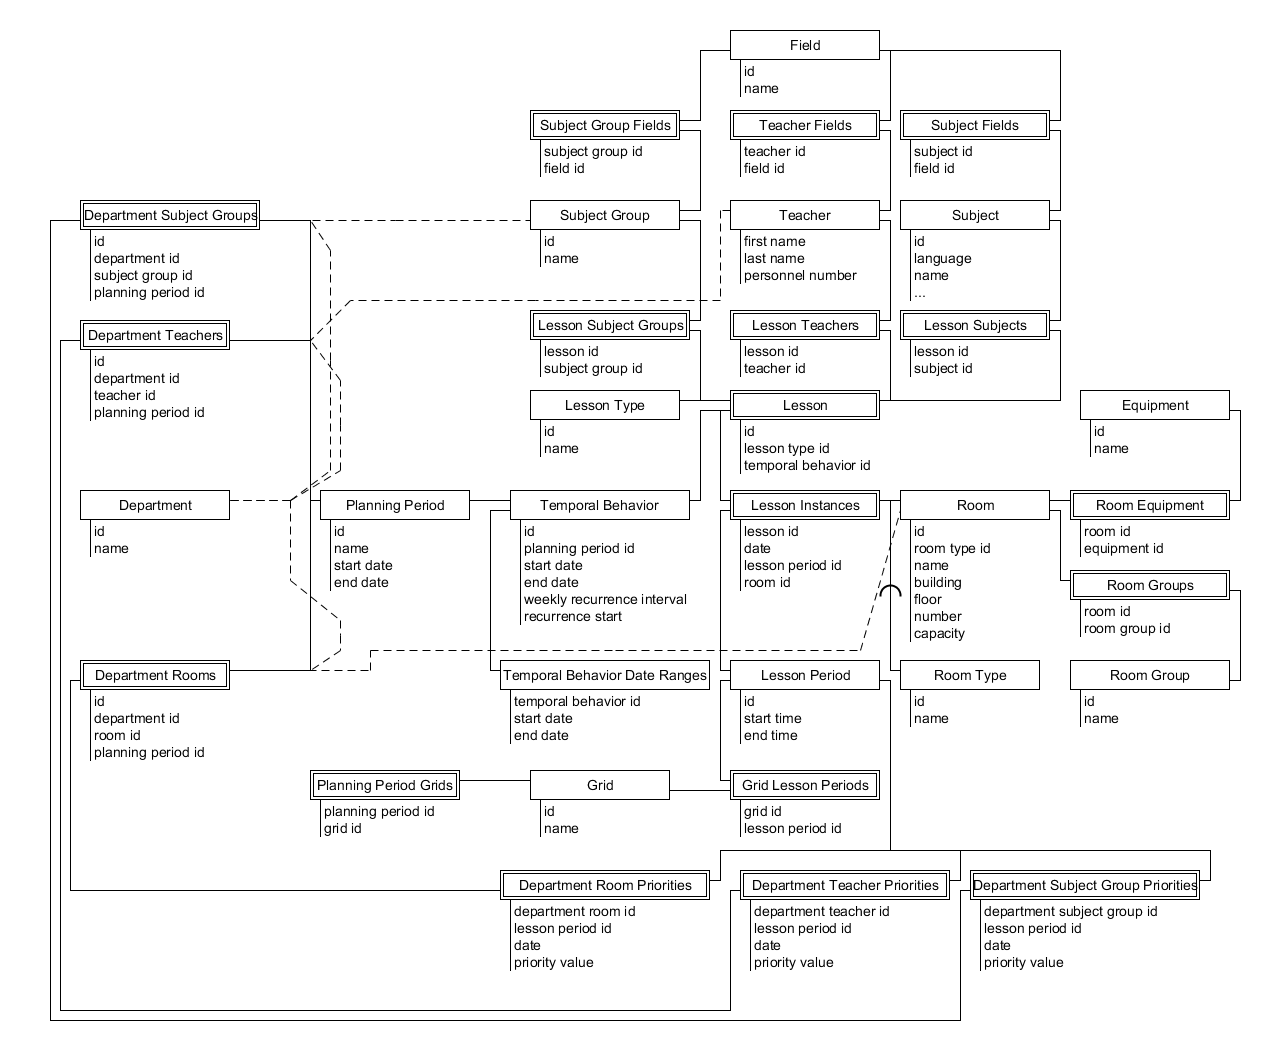 Field
id
name
Subject Group Fields
subject group id
field id
Teacher Fields
teacher id
field id
Subject Fields
subject id
field id
Department Subject Groups
id
department id
subject group id
planning period id
Subject Group
id
name
Teacher
first name
last name
personnel number
Subject
id
language
name
...
Department Teachers
id
department id
teacher id
planning period id
Lesson Subject Groups
lesson id
subject group id
Lesson Teachers
lesson id
teacher id
Lesson Subjects
lesson id
subject id
Lesson Type
id
name
Lesson
id
lesson type id
temporal behavior id
Equipment
id
name
Department
id
name
Planning Period
id
name
start date
end date
Temporal Behavior
id
planning period id
start date
end date
weekly recurrence interval
recurrence start
Lesson Instances
lesson id
date
lesson period id
room id
Room
id
room type id
name
building
floor
number
capacity
Room Equipment
room id
equipment id
Room Groups
room id
room group id
Department Rooms
id
department id
room id
planning period id
Temporal Behavior Date Ranges
temporal behavior id
start date
end date
Lesson Period
id
start time
end time
Room Type
id
name
Room Group
id
name
Planning Period Grids
planning period id
grid id
Grid
id
name
Grid Lesson Periods
grid id
lesson period id
Department Room Priorities
department room id
lesson period id
date
priority value
Department Teacher Priorities
department teacher id
lesson period id
date
priority value
Department Subject Group Priorities
department subject group id
lesson period id
date
priority value